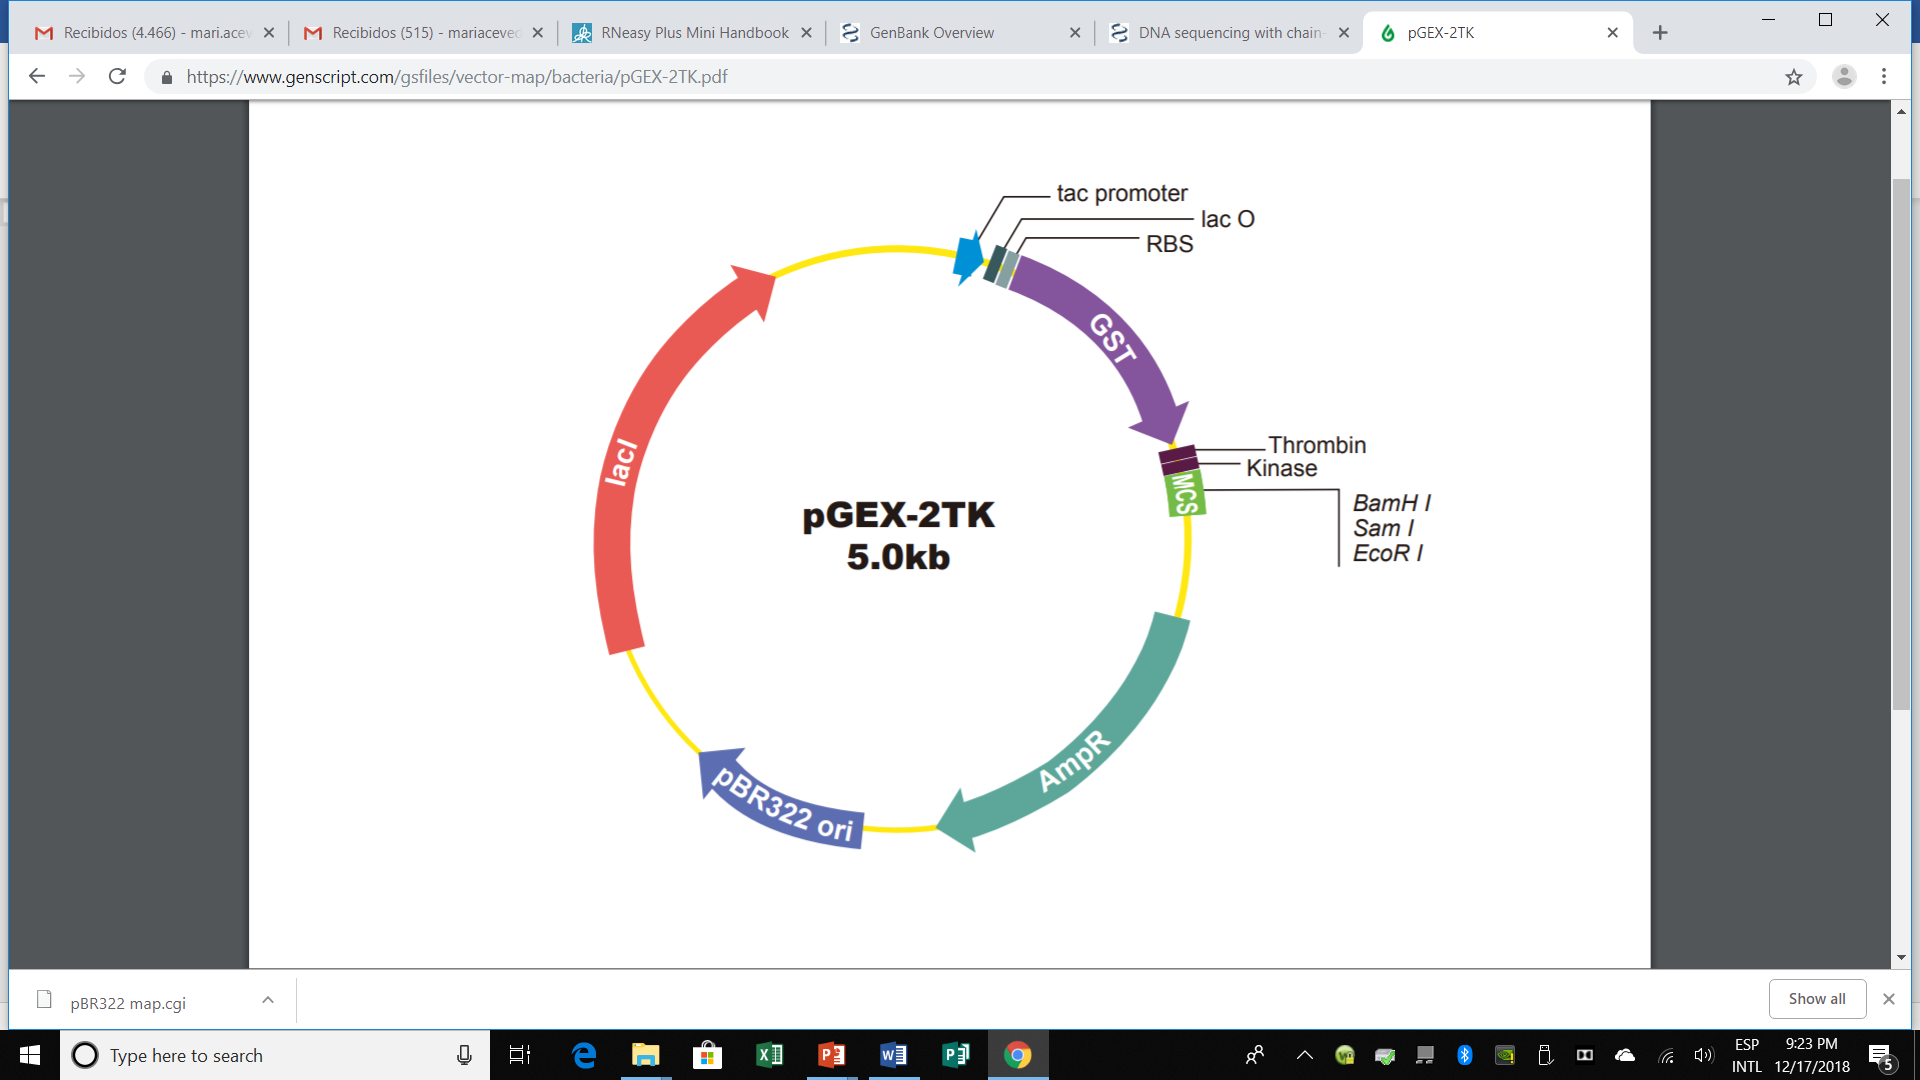 Recibidos (4.466) - mari.acev
Recibidos (515) - mariaceved
RNeasy Plus Mini Handbook
GenBank Overview
DNA sequencing with chain-
pGEX-2TK
https://www.genscript.com/gsfiles/vector-map/bacteria/pGEX-2TK.pdf
tac promoter
lac O
RBS
GST
Thrombin
Kinase
MCS
BamH I
Sam I
EcoR I
lacI
pGEX-2TK
5.0kb
AmpR
pBR322 ori
pBR322 map.cgi
Show all
Type here to search
ESP
INTL
9:23 PM
12/17/2018
5